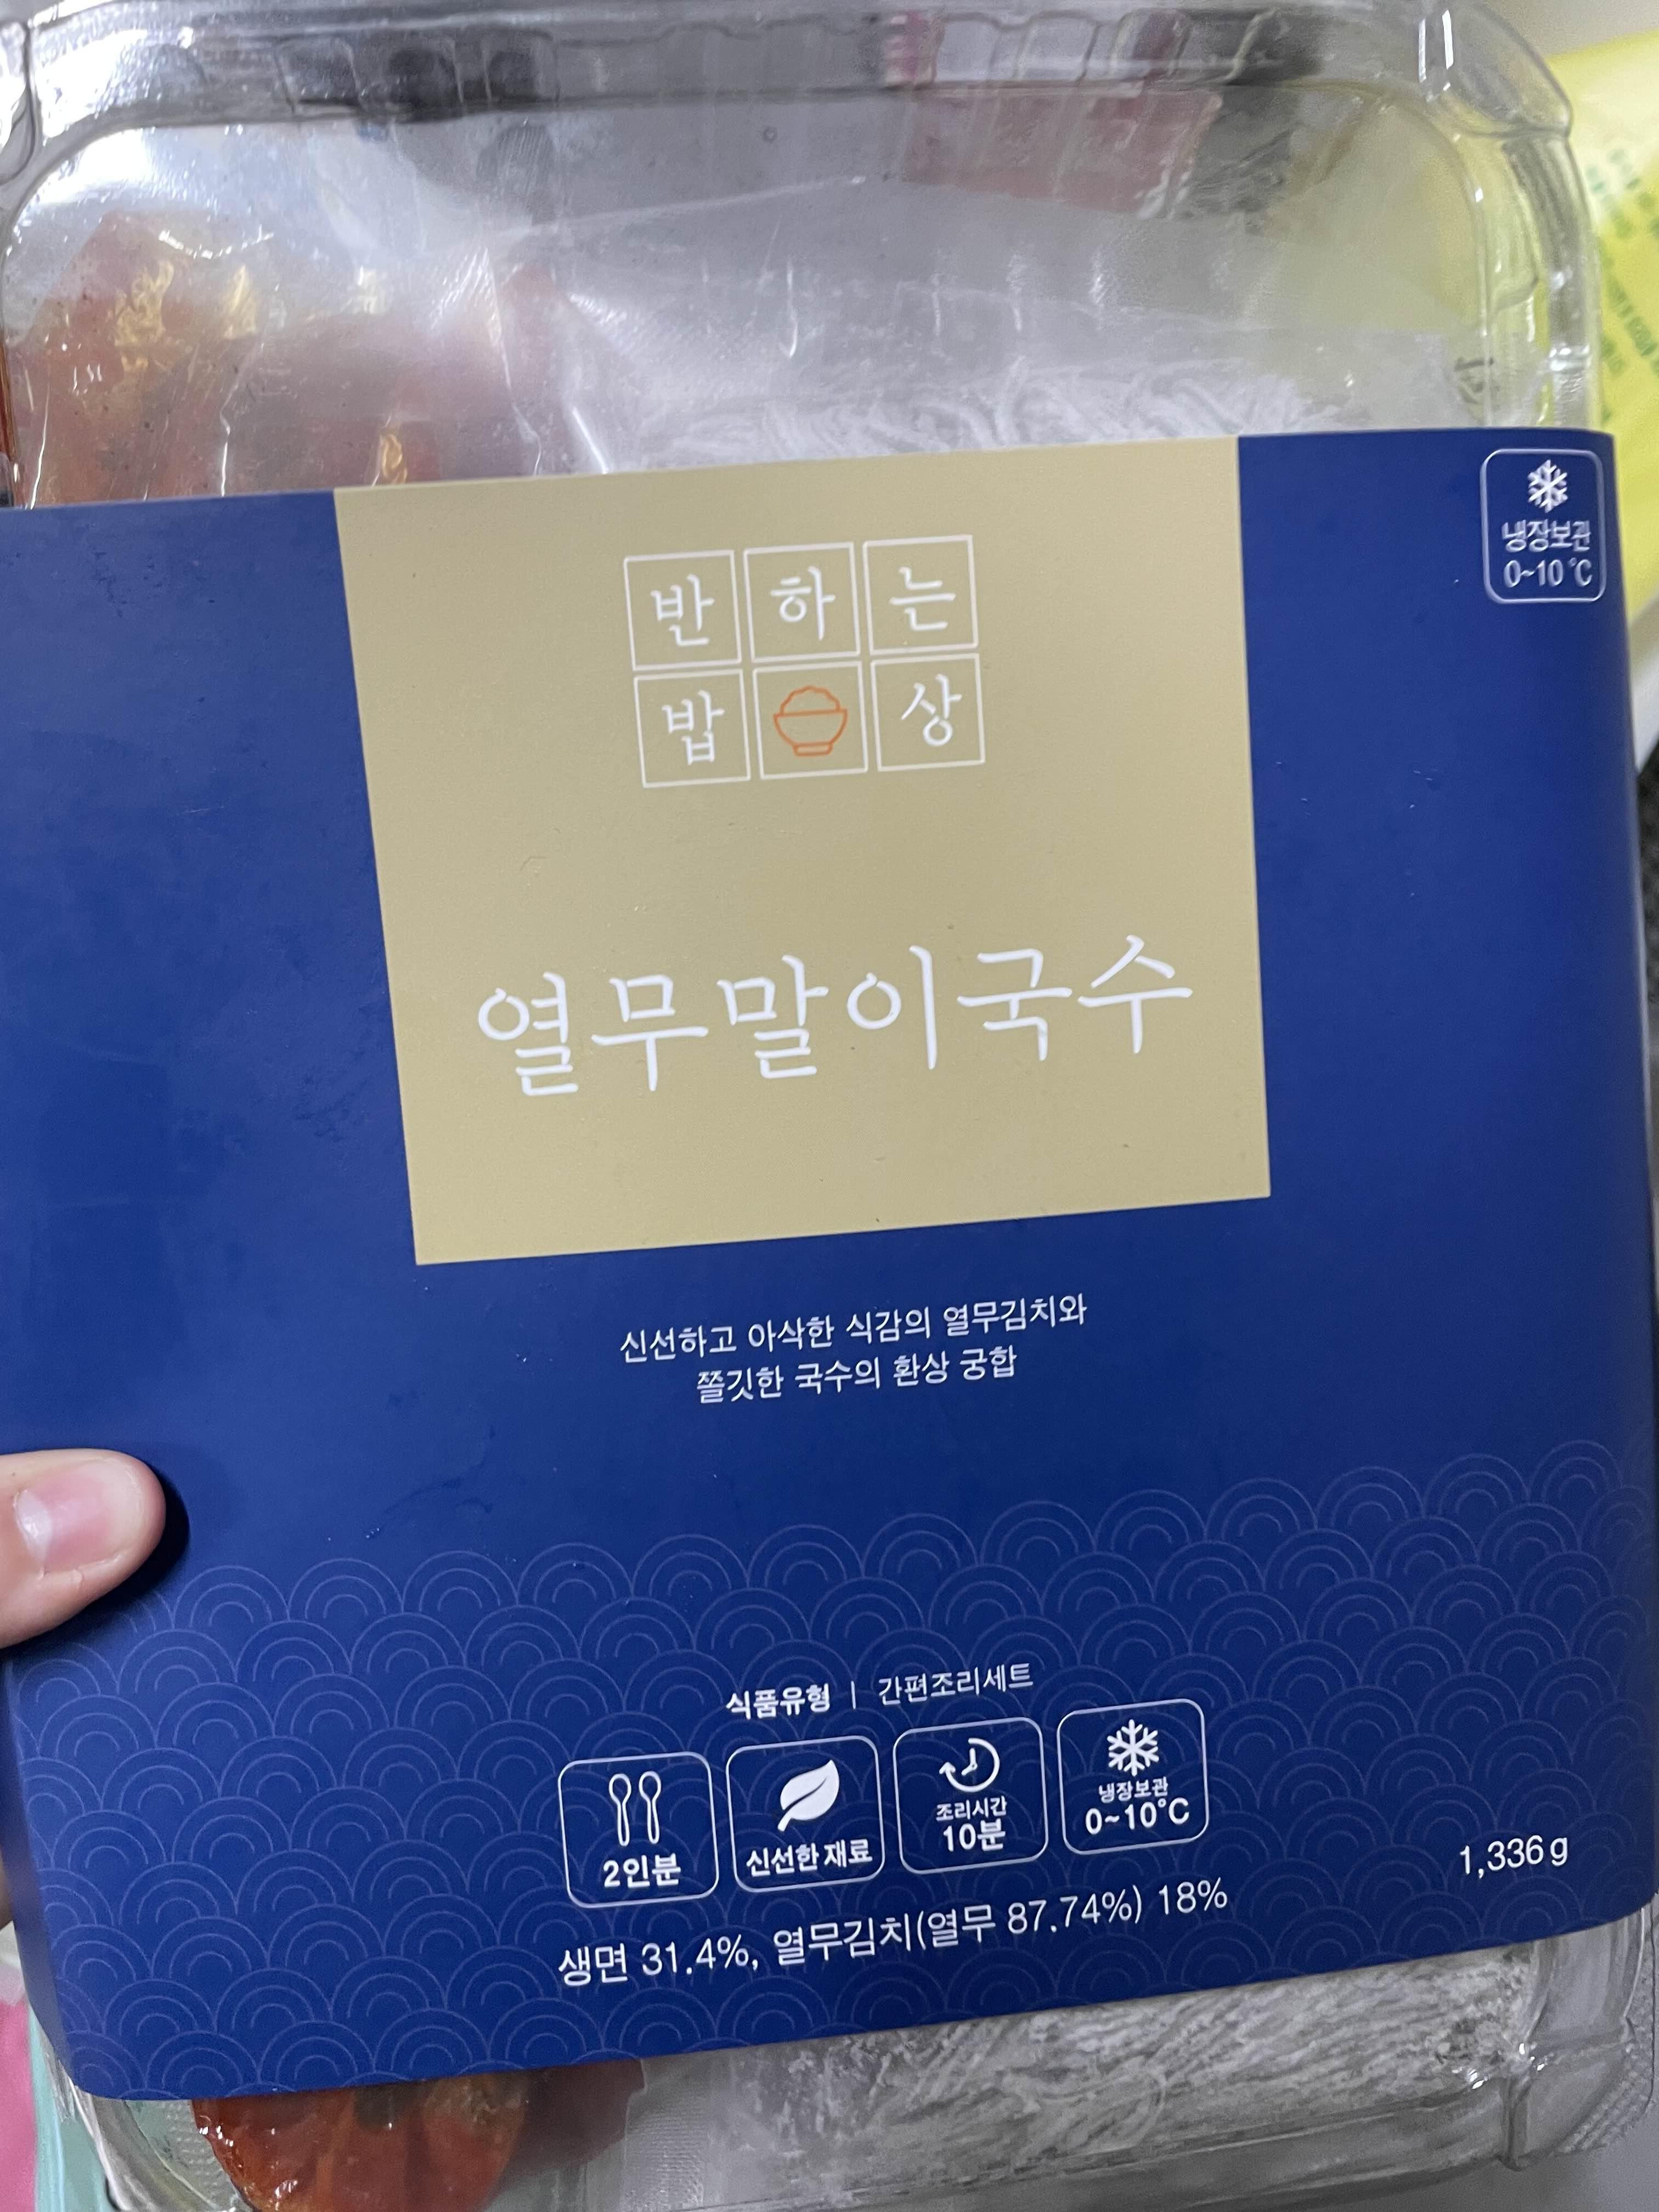 냉장보관
0~10℃
반하는
밥상
열무말이국수
신선하고 아삭한 식감의 열무김치와
쫄깃한 국수의 환상 궁합
식품유형 | 간편조리세트
2인분
신선한 재료
조리시간
10분
냉장보관
0~10℃
1,336g
생면 31.4%, 열무김치(열무 87.74%) 18%